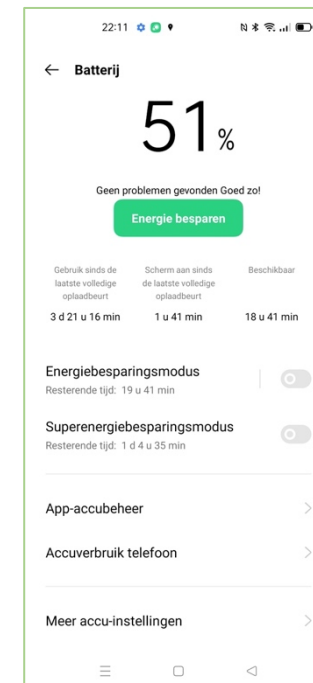 22:11
← Batterij
51%
Geen problemen gevonden Goed zo!
Energie besparen
Gebruik sinds de
laatste volledige
oplaadbeurt
3 d 21 u 16 min
Scherm aan sinds
de laatste volledige
oplaadbeurt
1 u 41 min
Beschikbaar
18 u 41 min
Energiebesparingsmodus
Resterende tijd: 19 u 41 min
Superenergiebesparingsmodus
Resterende tijd: 1 d 4 u 35 min
App-accubeheer
Accuverbruik telefoon
Meer accu-instellingen